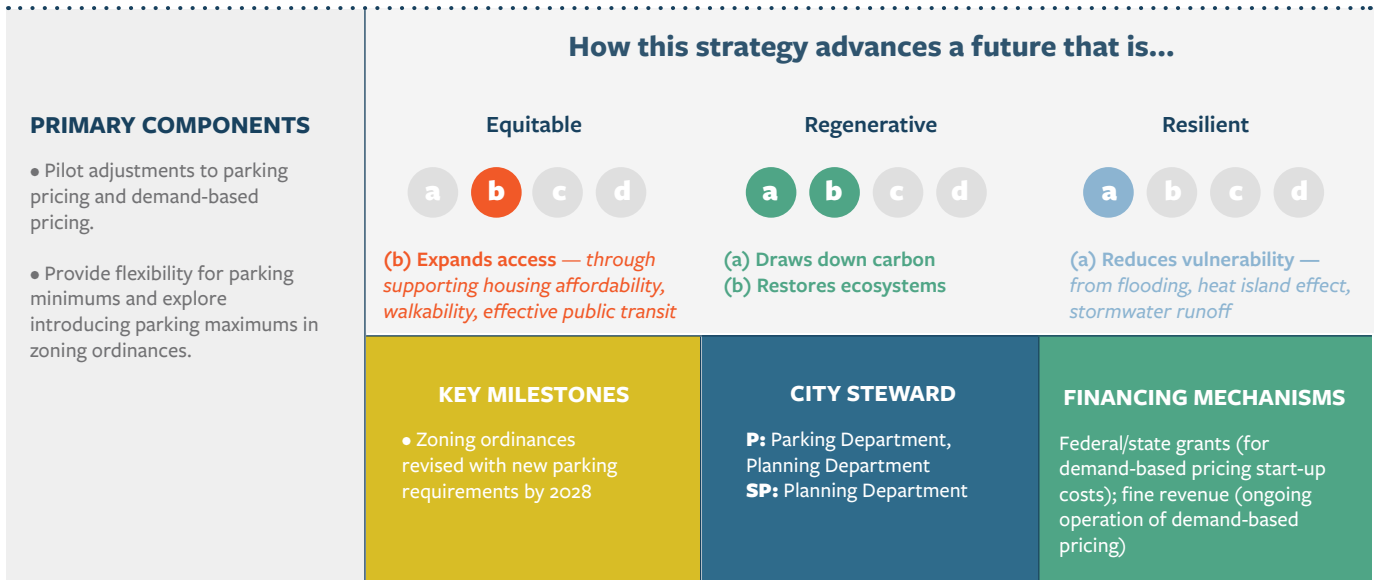 How this strategy advances a future that is...
PRIMARY COMPONENTS
• Pilot adjustments to parking
pricing and demand-based
pricing.
• Provide flexibility for parking
minimums and explore
introducing parking maximums in
zoning ordinances.
Equitable
a b c d
(b) Expands access — through
supporting housing affordability,
walkability, effective public transit
Regenerative
a b c d
(a) Draws down carbon
(b) Restores ecosystems
Resilient
a b c d
(a) Reduces vulnerability —
from flooding, heat island effect,
stormwater runoff
KEY MILESTONES
• Zoning ordinances
revised with new parking
requirements by 2028
CITY STEWARD
P: Parking Department,
Planning Department
SP: Planning Department
FINANCING MECHANISMS
Federal/state grants (for
demand-based pricing start-up
costs); fine revenue (ongoing
operation of demand-based
pricing)